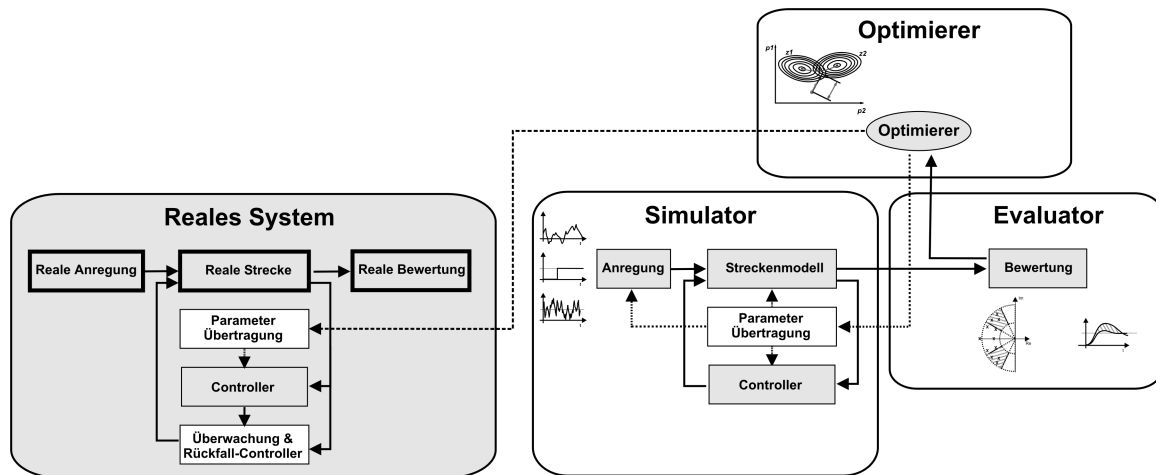 Optimierer
p1
z1
z2
p2
Optimierer
Reales System
Reale Anregung
Reale Strecke
Reale Bewertung
Parameter
Übertragung
Controller
Überwachung &
Rückfall-Controller
Simulator
Anregung
Streckenmodell
Parameter
Übertragung
Controller
Evaluator
Bewertung